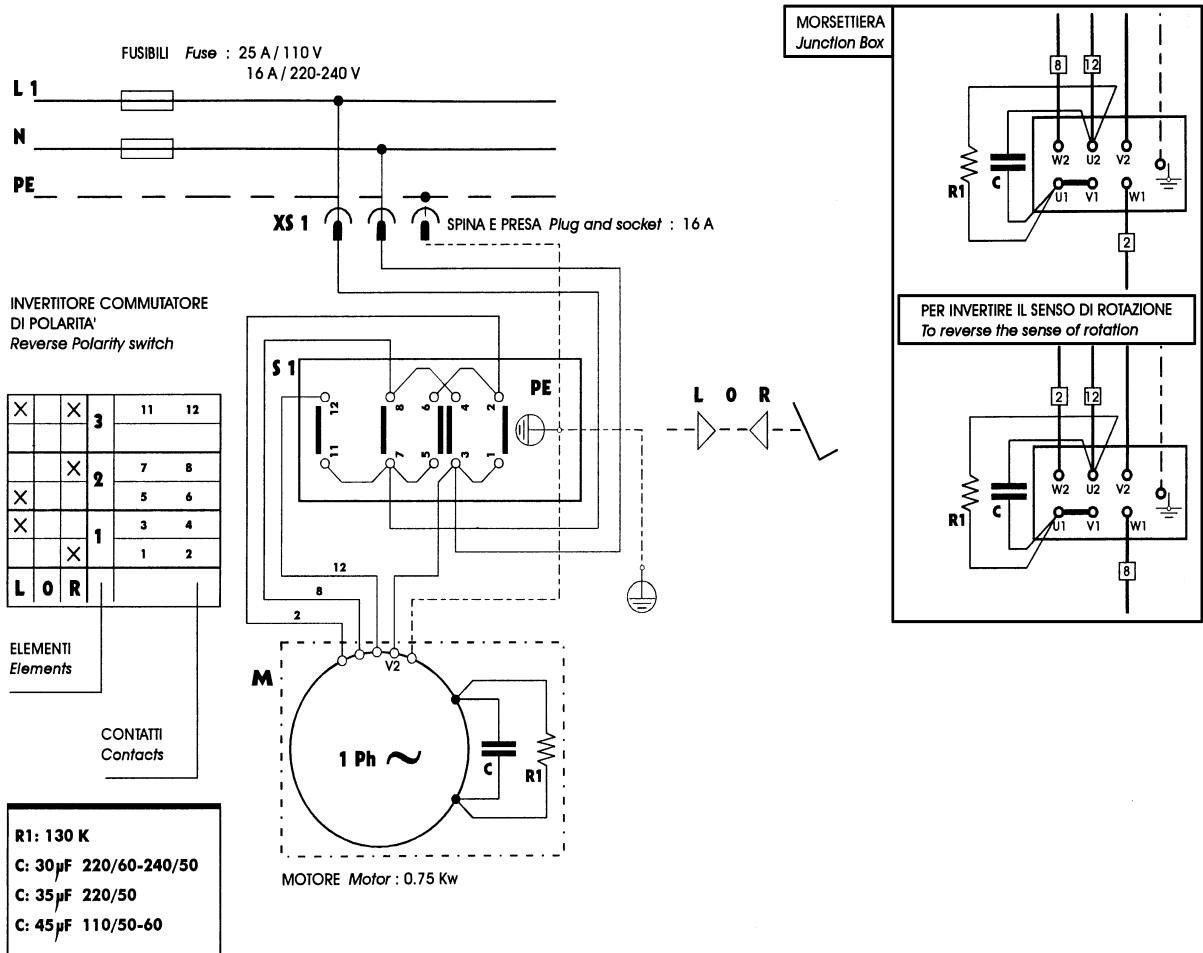 FUSIBILI Fuse : 25 A / 110 V
16 A / 220-240 V
L 1
N
PE
XS 1
SPINA E PRESA Plug and socket : 16 A
INVERTITORE COMMUTATORE
DI POLARITA'
Reverse Polarity switch
X X 3 11 12
X 2 7 8
X 5 6
X 1 3 4
X 1 2
L O R
ELEMENTI
Elements
CONTATTI
Contacts
R1: 130 K
C: 30µF 220/60-240/50
C: 35µF 220/50
C: 45µF 110/50-60
S 1
PE
12 8 6 4 2
11 7 5 3 1
12
8
2
M
V2
1 Ph ~
C
R1
MOTORE Motor : 0.75 Kw
L O R
MORSETTIERA
Junction Box
8 12
W2 U2 V2
R1 C
U1 V1 W1
2
PER INVERTIRE IL SENSO DI ROTAZIONE
To reverse the sense of rotation
2 12
W2 U2 V2
R1 C
U1 V1 W1
8